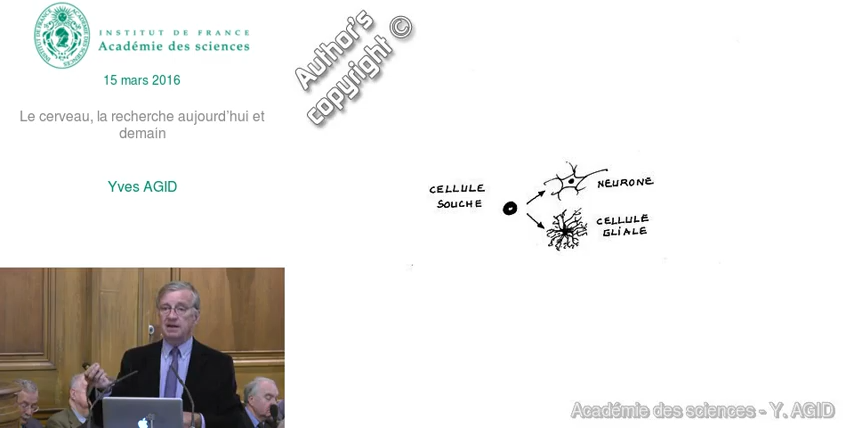 INSTITUT DE FRANCE
Académie des sciences
15 mars 2016
Le cerveau, la recherche aujourd'hui et
demain
Yves AGID
Author's
copyright ©
CELLULE
SOUCHE
NEURONE
CELLULE
GLIALE
Académie des sciences - Y. AGID